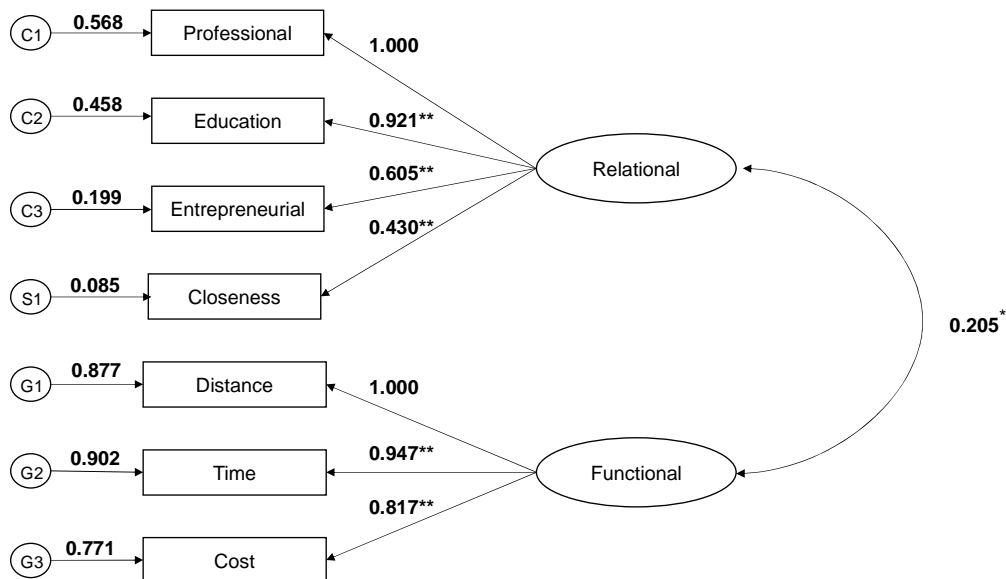 C1 0.568 Professional 1.000
C2 0.458 Education 0.921**
Relational
C3 0.199 Entrepreneurial 0.605**
0.430**
S1 0.085 Closeness
0.205*
G1 0.877 Distance 1.000
G2 0.902 Time 0.947**
Functional
0.817**
G3 0.771 Cost